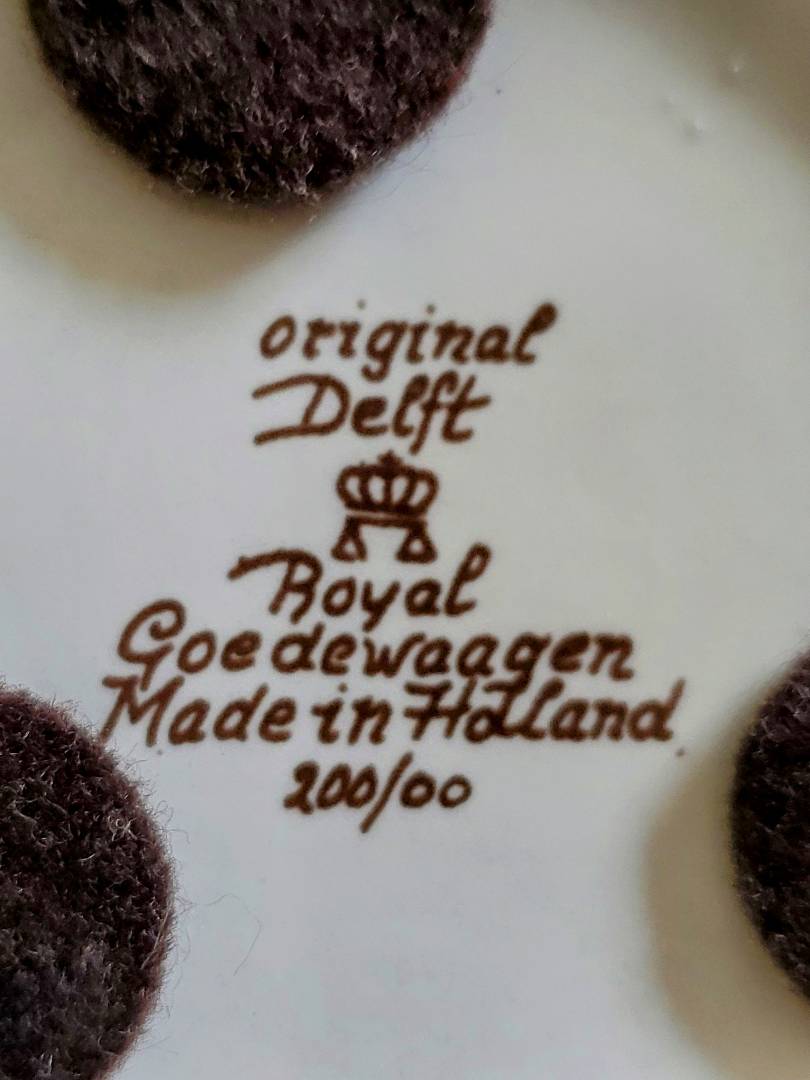 original
Delft
Royal
Goedewaagen
Made in Holland
200/00